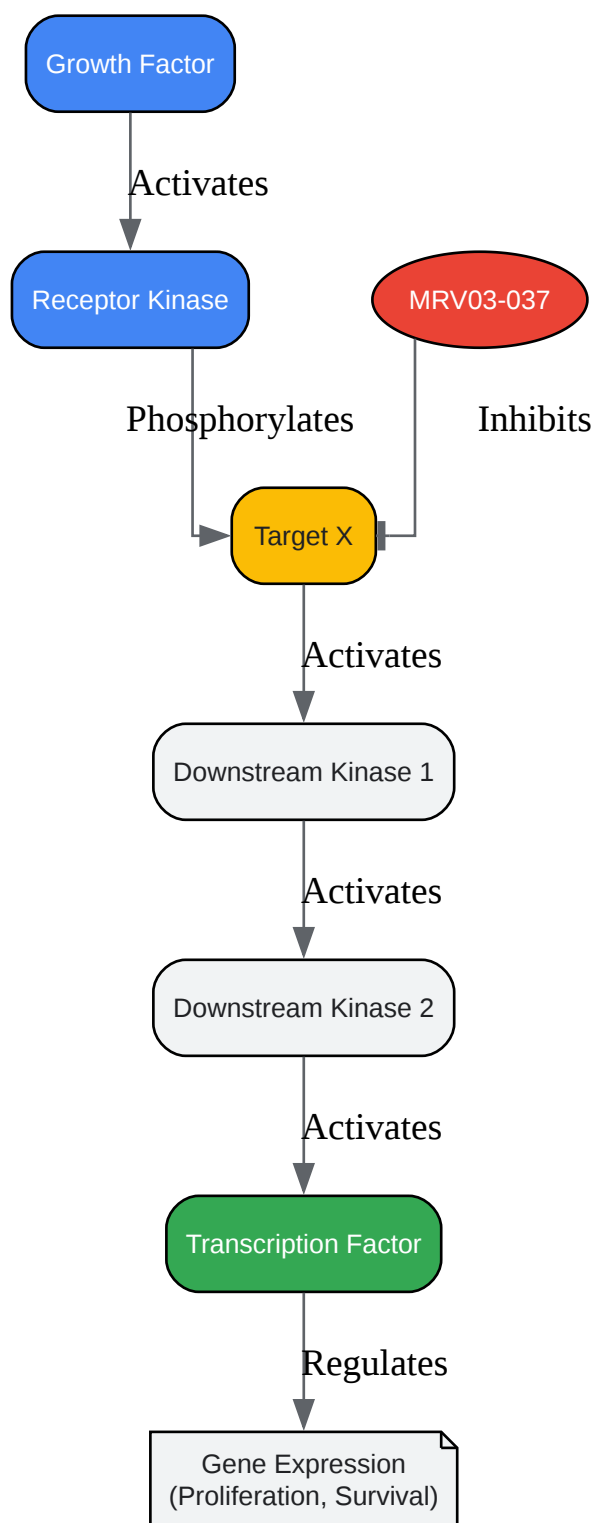 Growth Factor
Activates
Receptor Kinase
MRV03-037
Phosphorylates
Inhibits
Target X
Activates
Downstream Kinase 1
Activates
Downstream Kinase 2
Activates
Transcription Factor
Regulates
Gene Expression
(Proliferation, Survival)